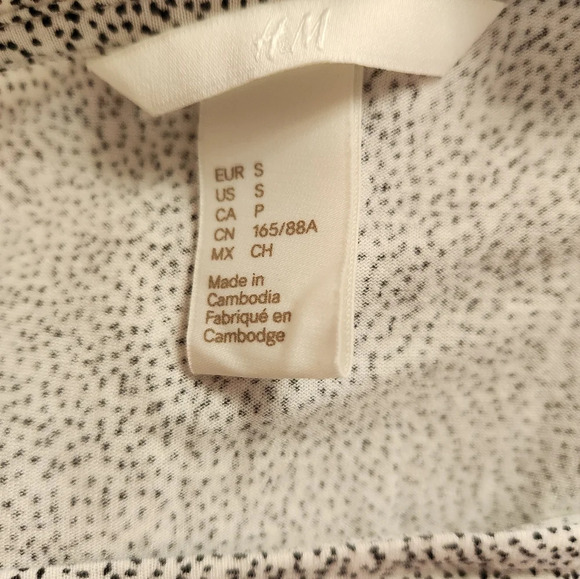 H&M
EUR S
US S
CA P
CN 165/88A
MX CH
Made in
Cambodia
Fabriqué en
Cambodge